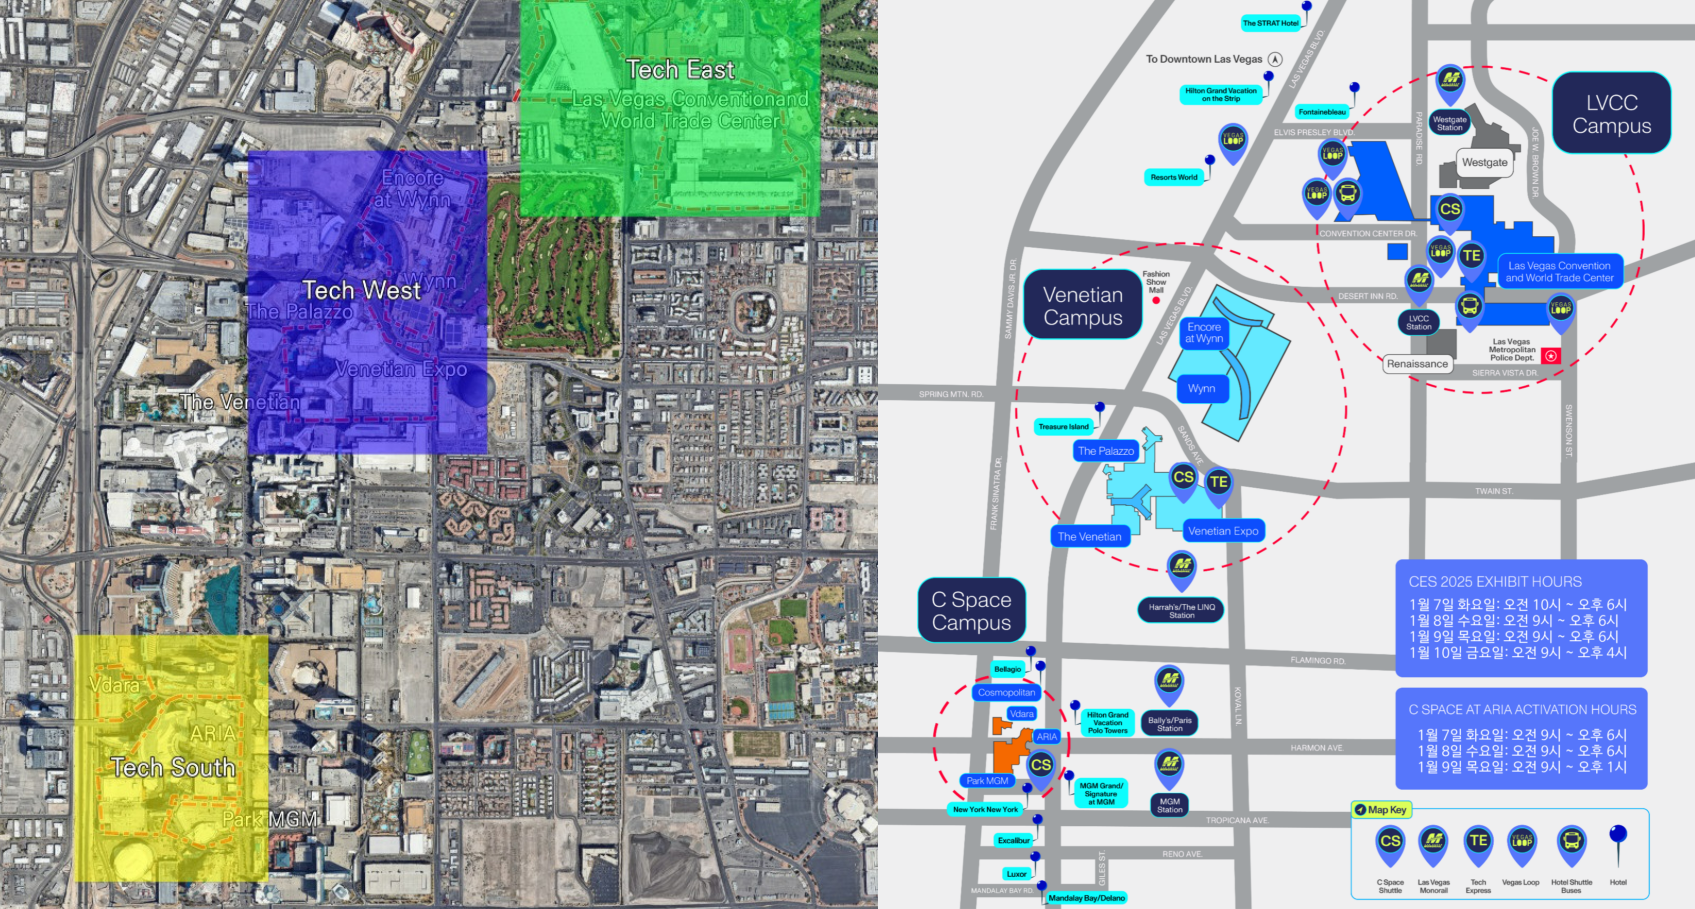 Tech East
Las Vegas Conventionand
World Trade Center
Encore
at Wynn
Wynn
Tech West
The Palazzo
Venetian Expo
The Venetian
Vdara
ARIA
Tech South
Park MGM
The STRAT Hotel
To Downtown Las Vegas
LAS VEGAS BLVD.
Hilton Grand Vacation
on the Strip
Fontainebleau
ELVIS PRESLEY BLVD.
PARADISE RD.
JOE W. BROWN DR.
LVCC
Campus
M
Westgate
Station
Westgate
VEGAS
LOOP
Resorts World
VEGAS
LOOP
VEGAS
LOOP
CS
CONVENTION CENTER DR.
VEGAS
LOOP
TE
Las Vegas Convention
and World Trade Center
DESERT INN RD.
M
LVCC
Station
VEGAS
LOOP
Las Vegas
Metropolitan
Police Dept.
Renaissance
SIERRA VISTA DR.
SWENSON ST.
SAMMY DAVIS JR. DR.
Venetian
Campus
Fashion
Show
Mall
LAS VEGAS BLVD.
Encore
at Wynn
Wynn
SPRING MTN. RD.
Treasure Island
SANDS AVE.
The Palazzo
CS
TE
TWAIN ST.
FRANK SINATRA DR.
The Venetian
Venetian Expo
M
Harrah's/The LINQ
Station
C Space
Campus
CES 2025 EXHIBIT HOURS
1월 7일 화요일: 오전 10시 ~ 오후 6시
1월 8일 수요일: 오전 9시 ~ 오후 6시
1월 9일 목요일: 오전 9시 ~ 오후 6시
1월 10일 금요일: 오전 9시 ~ 오후 4시
FLAMINGO RD.
Bellagio
Cosmopolitan
Vdara
ARIA
CS
Park MGM
Hilton Grand
Vacation
Polo Towers
M
Bally's/Paris
Station
KOVAL LN.
HARMON AVE.
C SPACE AT ARIA ACTIVATION HOURS
1월 7일 화요일: 오전 9시 ~ 오후 6시
1월 8일 수요일: 오전 9시 ~ 오후 6시
1월 9일 목요일: 오전 9시 ~ 오후 1시
MGM Grand/
Signature
at MGM
M
MGM
Station
New York New York
TROPICANA AVE.
Excalibur
RENO AVE.
GILES ST.
Luxor
MANDALAY BAY RD.
Mandalay Bay/Delano
Map Key
CS
M
TE
VEGAS
LOOP
C Space
Shuttle
Las Vegas
Monorail
Tech
Express
Vegas Loop
Hotel Shuttle
Buses
Hotel